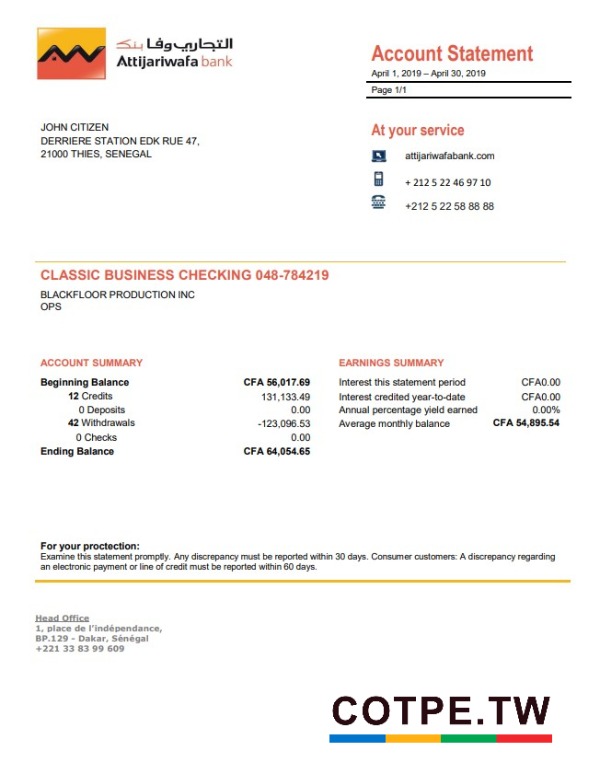 التجاري وفا بنك
Attijariwafa bank
Account Statement
April 1, 2019 – April 30, 2019
Page 1/1
JOHN CITIZEN
DERRIERE STATION EDK RUE 47,
21000 THIES, SENEGAL
At your service
attijariwafabank.com
+ 212 5 22 46 97 10
+212 5 22 58 88 88
CLASSIC BUSINESS CHECKING 048-784219
BLACKFLOOR PRODUCTION INC
OPS
ACCOUNT SUMMARY
Beginning Balance CFA 56,017.69
12 Credits 131,133.49
0 Deposits 0.00
42 Withdrawals -123,096.53
0 Checks 0.00
Ending Balance CFA 64,054.65
EARNINGS SUMMARY
Interest this statement period CFA0.00
Interest credited year-to-date CFA0.00
Annual percentage yield earned 0.00%
Average monthly balance CFA 54,895.54
For your proctection:
Examine this statement promptly. Any discrepancy must be reported within 30 days. Consumer customers: A discrepancy regarding
an electronic payment or line of credit must be reported within 60 days.
Head Office
1, place de l'indépendance,
BP.129 - Dakar, Sénégal
+221 33 83 99 609
COTPE.TW